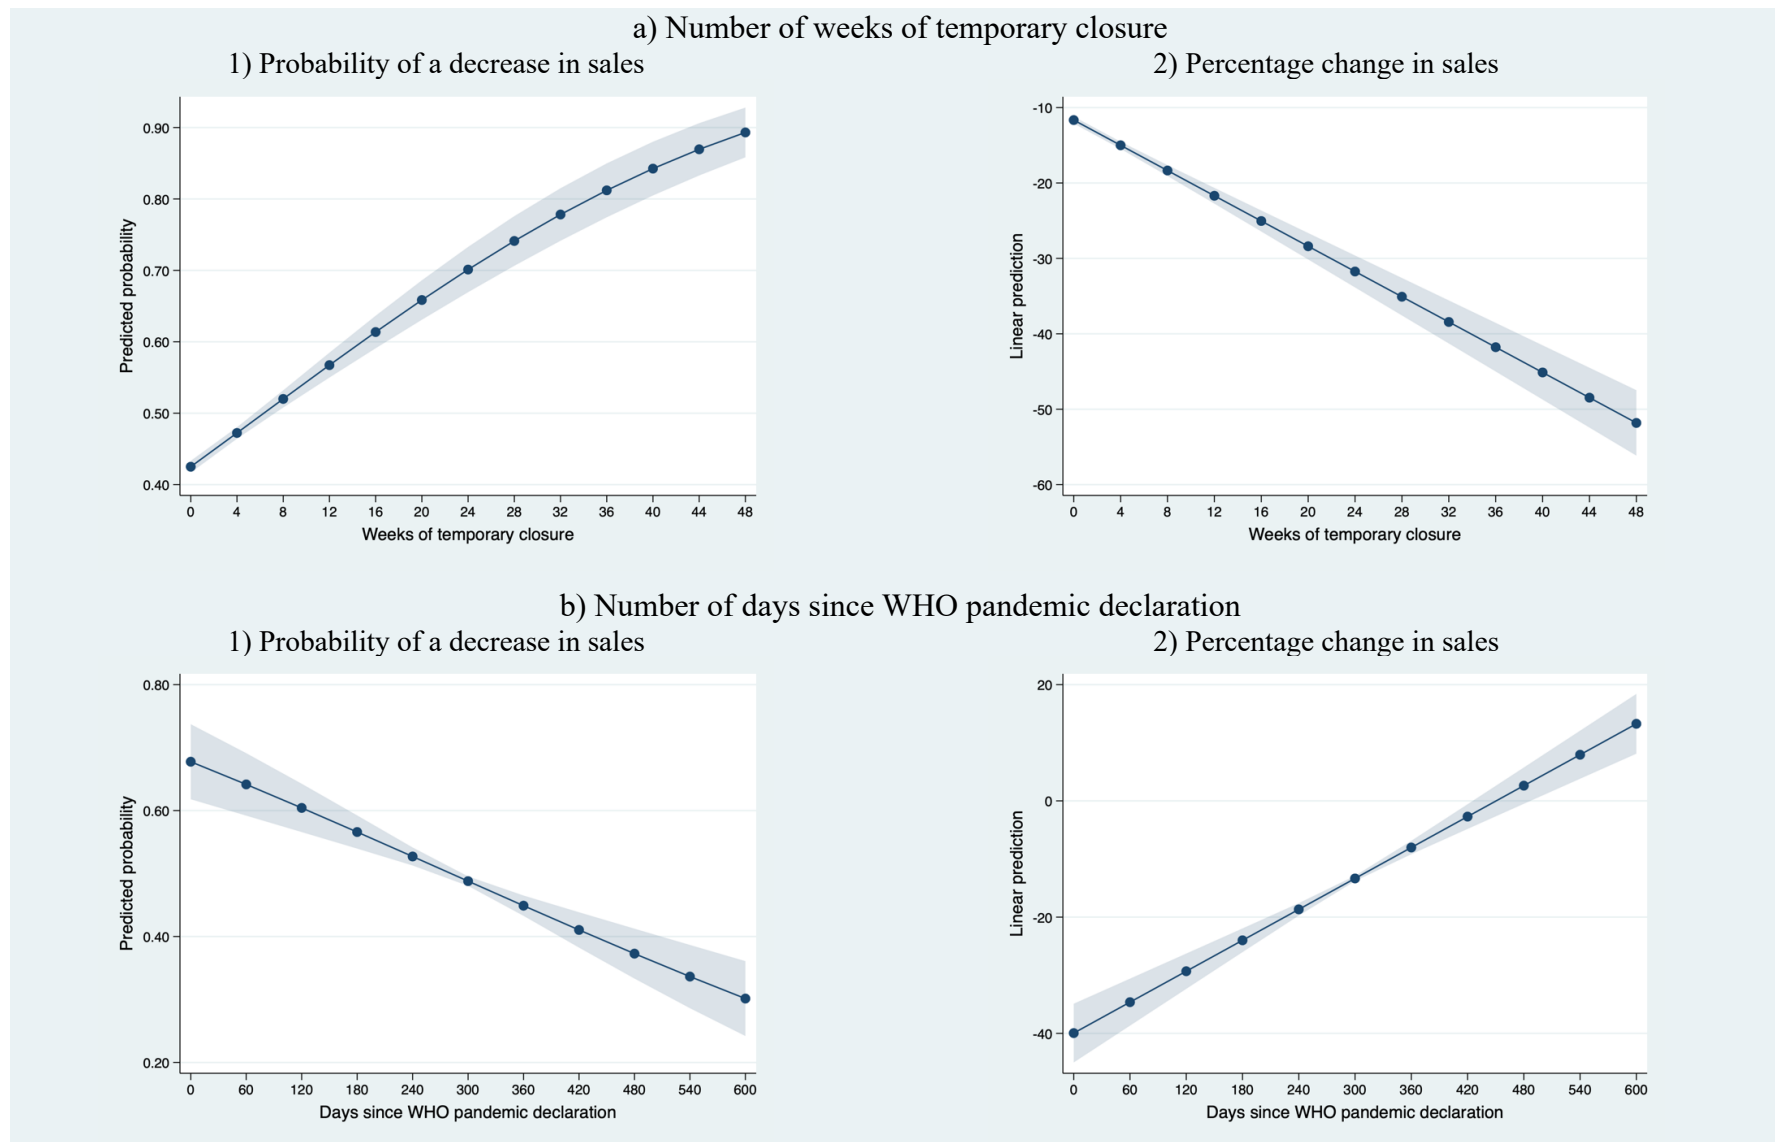 a) Number of weeks of temporary closure
1) Probability of a decrease in sales
2) Percentage change in sales
Predicted probability
0.90
0.80
0.70
0.60
0.50
0.40
0 4 8 12 16 20 24 28 32 36 40 44 48
Weeks of temporary closure
Linear prediction
-10
-20
-30
-40
-50
-60
0 4 8 12 16 20 24 28 32 36 40 44 48
Weeks of temporary closure
b) Number of days since WHO pandemic declaration
1) Probability of a decrease in sales
2) Percentage change in sales
Predicted probability
0.80
0.60
0.40
0.20
0 60 120 180 240 300 360 420 480 540 600
Days since WHO pandemic declaration
Linear prediction
20
0
-20
-40
0 60 120 180 240 300 360 420 480 540 600
Days since WHO pandemic declaration